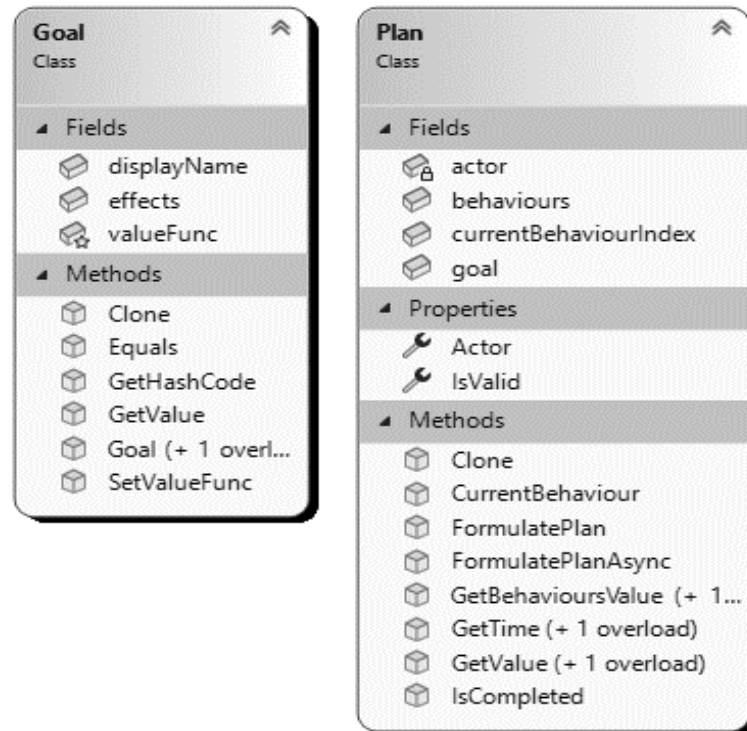 Goal
Class
Fields
displayName
effects
valueFunc
Methods
Clone
Equals
GetHashCode
GetValue
Goal (+ 1 overl...
SetValueFunc
Plan
Class
Fields
actor
behaviours
currentBehaviourIndex
goal
Properties
Actor
IsValid
Methods
Clone
CurrentBehaviour
FormulatePlan
FormulatePlanAsync
GetBehavioursValue (+ 1...
GetTime (+ 1 overload)
GetValue (+ 1 overload)
IsCompleted